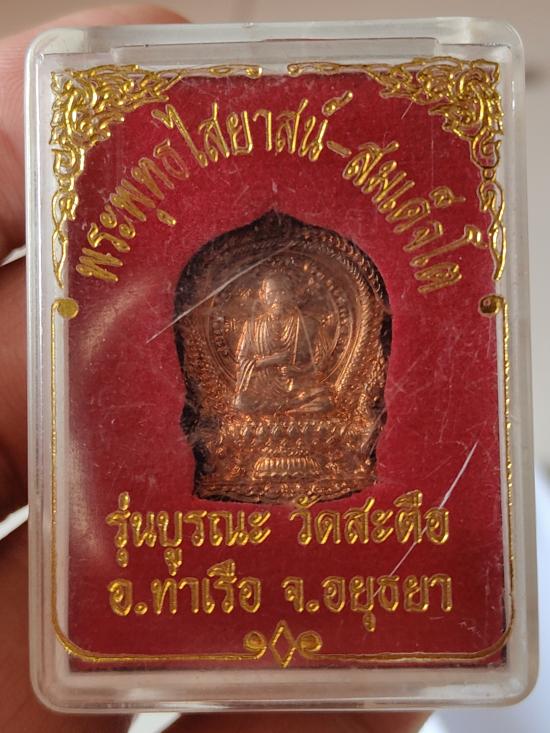 พระพุทธไสยาสน์-สมเด็จโต
รุ่นบูรณะ วัดสะตือ
อ.ท่าเรือ จ.อยุธยา